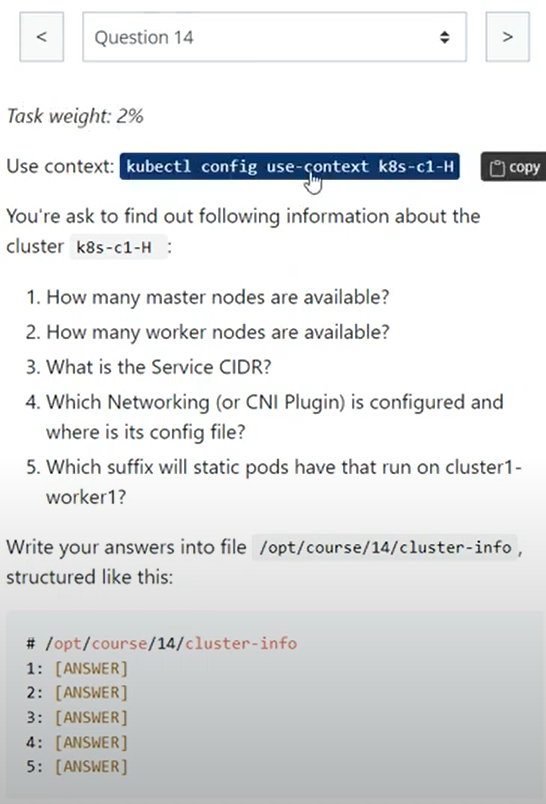 <
Question 14
>
Task weight: 2%
Use context: kubectl config use-context k8s-c1-H copy
You're ask to find out following information about the
cluster k8s-c1-H :
1. How many master nodes are available?
2. How many worker nodes are available?
3. What is the Service CIDR?
4. Which Networking (or CNI Plugin) is configured and
where is its config file?
5. Which suffix will static pods have that run on cluster1-
worker1?
Write your answers into file /opt/course/14/cluster-info ,
structured like this:
# /opt/course/14/cluster-info
1: [ANSWER]
2: [ANSWER]
3: [ANSWER]
4: [ANSWER]
5: [ANSWER]